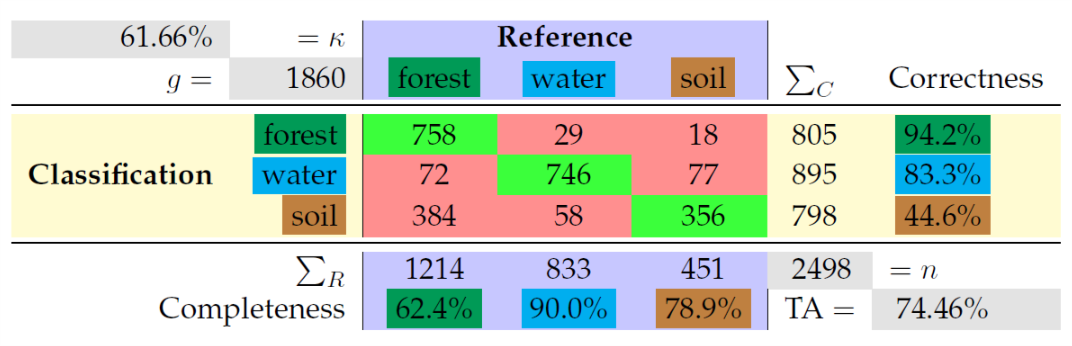 61.66% = κ Reference
g = 1860 forest water soil ∑C Correctness
forest 758 29 18 805 94.2%
Classification water 72 746 77 895 83.3%
soil 384 58 356 798 44.6%
∑R 1214 833 451 2498 = n
Completeness 62.4% 90.0% 78.9% TA = 74.46%